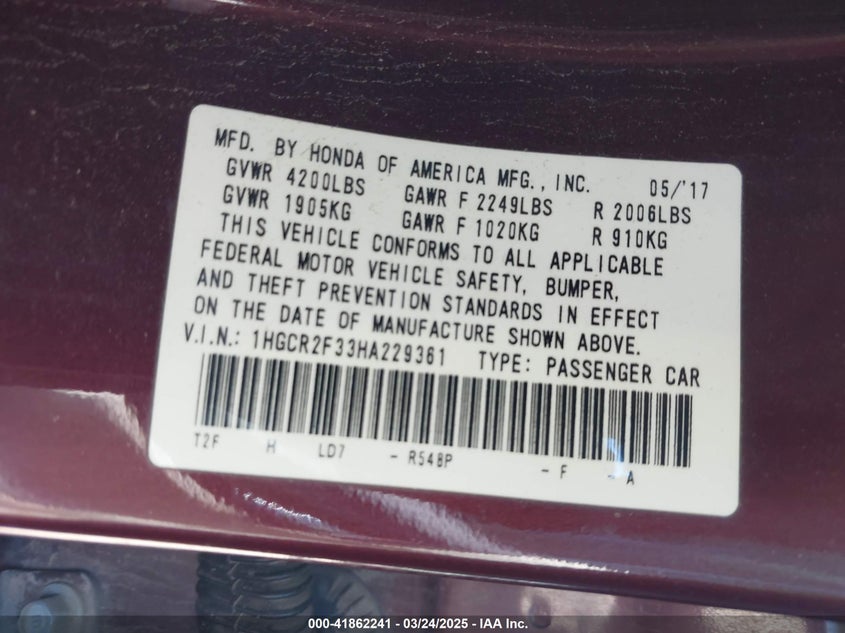 MFD. BY HONDA OF AMERICA MFG., INC. 05/'17
GVWR 4200LBS GAWR F 2249LBS R 2006LBS
GVWR 1905KG GAWR F 1020KG R 910KG
THIS VEHICLE CONFORMS TO ALL APPLICABLE
FEDERAL MOTOR VEHICLE SAFETY, BUMPER,
AND THEFT PREVENTION STANDARDS IN EFFECT
ON THE DATE OF MANUFACTURE SHOWN ABOVE.
V.I.N.: 1HGCR2F33HA229361 TYPE: PASSENGER CAR
T2F H LD7 - R548P - F - A
000-41862241 - 03/24/2025 - IAA Inc.